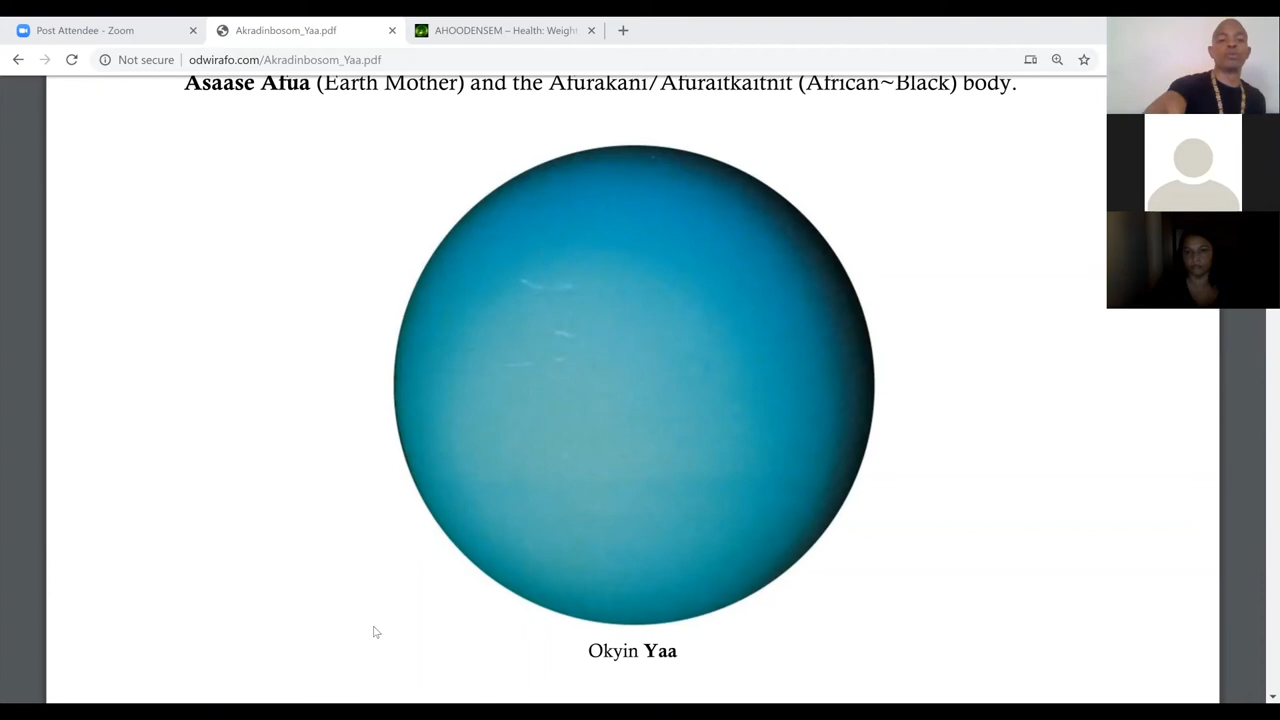 Post Attendee - Zoom
Akradinbosom_Yaa.pdf
AHOODENSEM – Health: Weight
Not secure
odwirafo.com/Akradinbosom_Yaa.pdf
Asaase Afua (Earth Mother) and the Afurakani/Afuraitkaitnit (African~Black) body.
Okyin Yaa